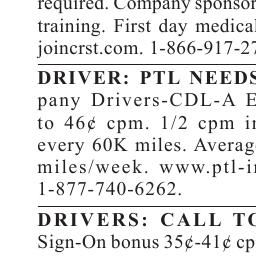 required. Company sponsor
training. First day medical
joincrst.com. 1-866-917-27
DRIVER: PTL NEEDS
pany Drivers-CDL-A E
to 46¢ cpm. 1/2 cpm in
every 60K miles. Averag
miles/week. www.ptl-i
1-877-740-6262.
DRIVERS: CALL TO
Sign-On bonus 35¢-41¢ cp